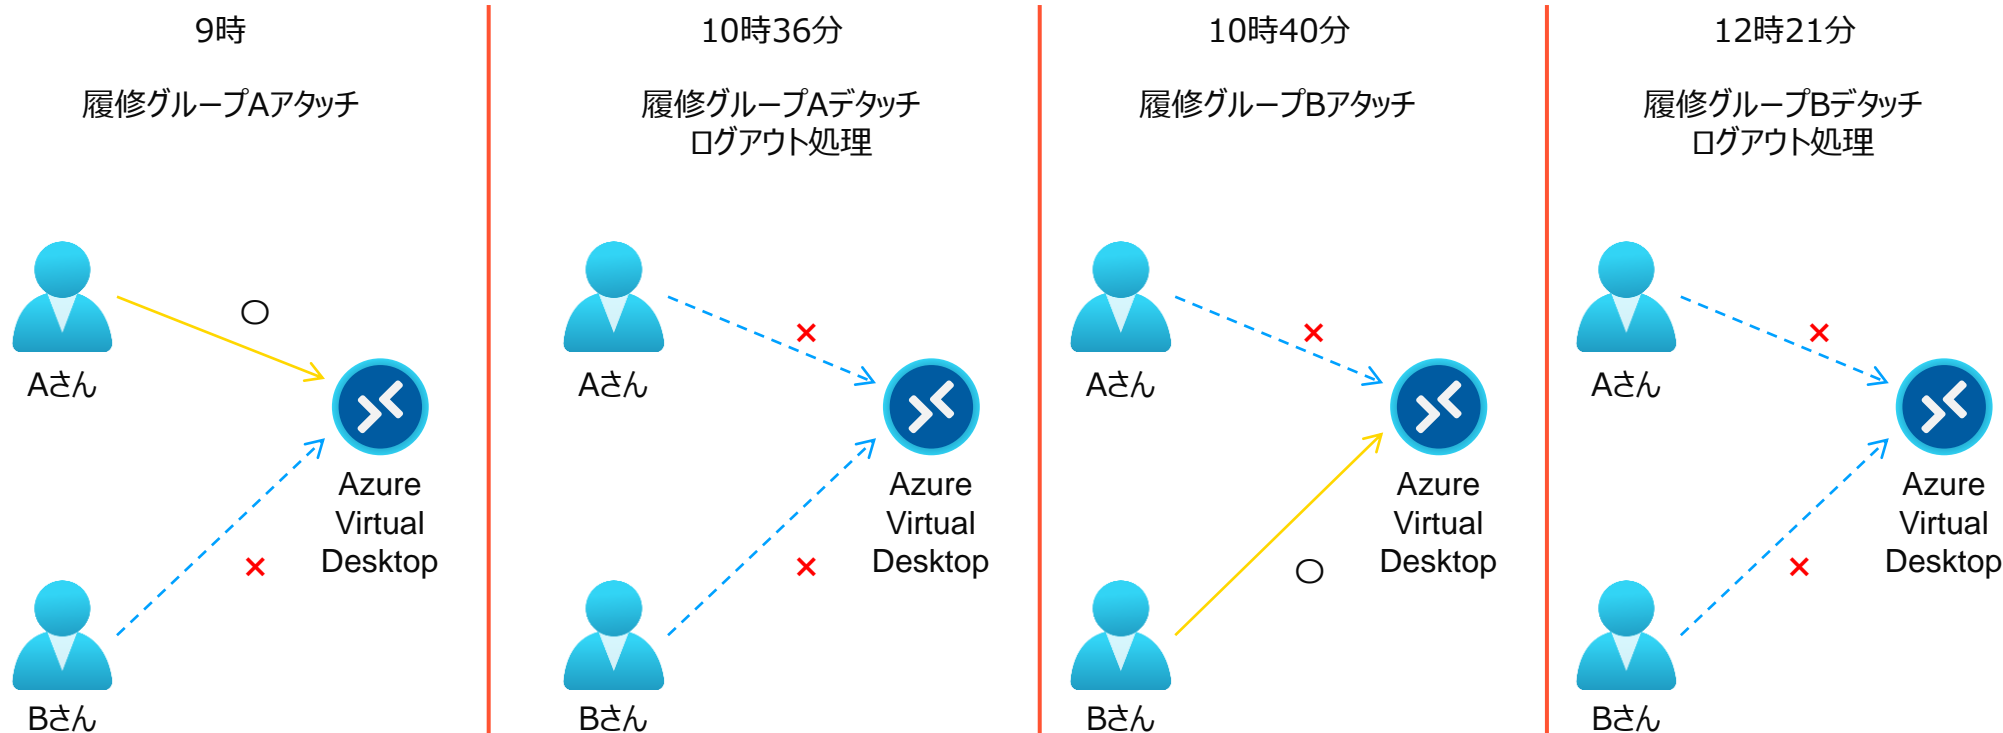 9時
履修グループAアタッチ
○
Aさん
Azure
Virtual
Desktop
×
Bさん
10時36分
履修グループAデタッチ
ログアウト処理
×
Aさん
Azure
Virtual
Desktop
×
Bさん
10時40分
履修グループBアタッチ
×
Aさん
Azure
Virtual
Desktop
○
Bさん
12時21分
履修グループBデタッチ
ログアウト処理
×
Aさん
Azure
Virtual
Desktop
×
Bさん